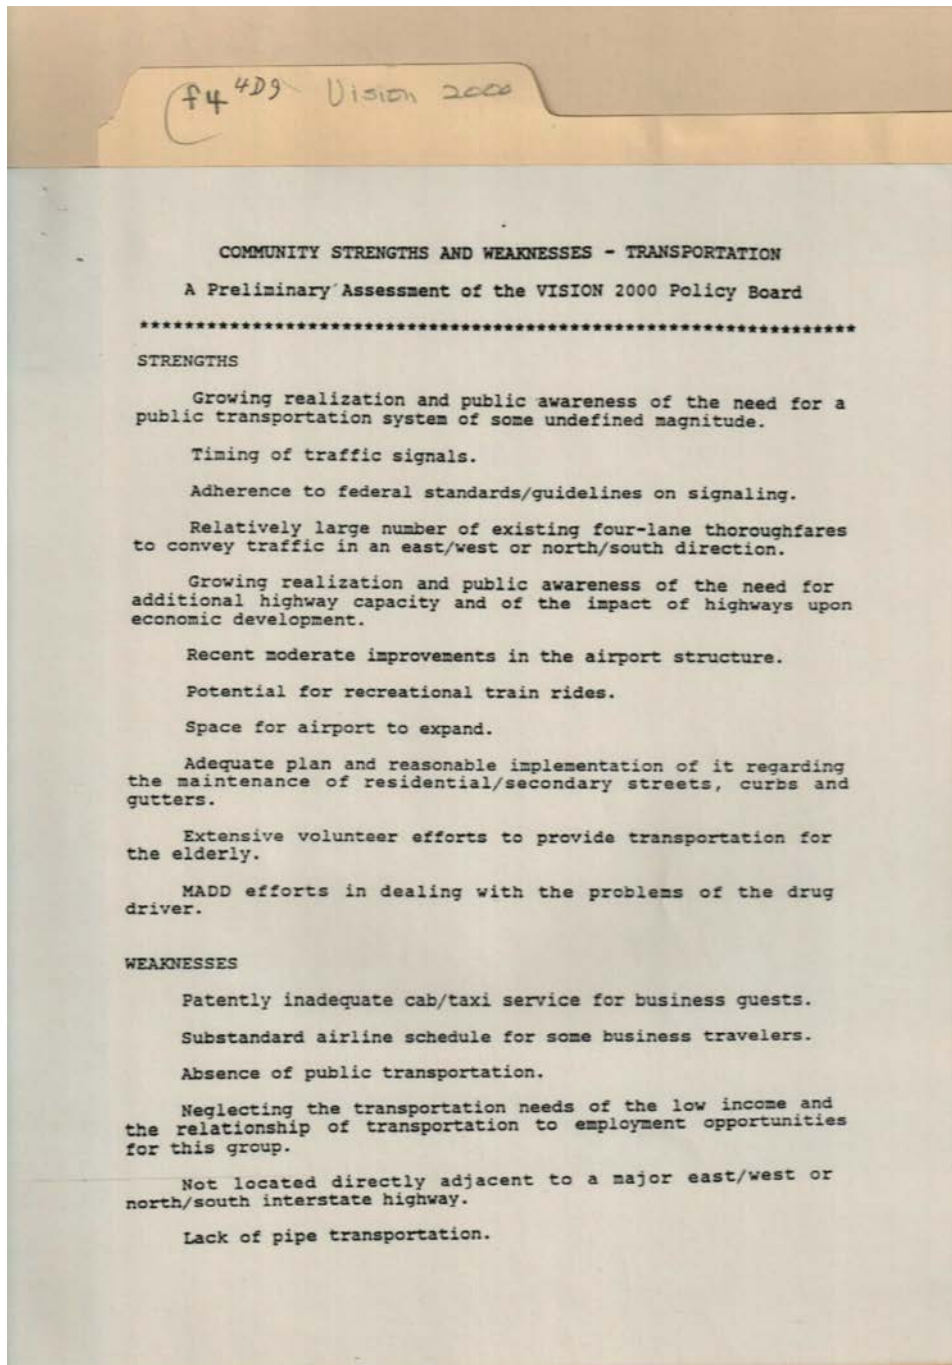 f4 4D9 Vision 2000
COMMUNITY STRENGTHS AND WEAKNESSES - TRANSPORTATION
A Preliminary Assessment of the VISION 2000 Policy Board
***********************************************************************
STRENGTHS
Growing realization and public awareness of the need for a
public transportation system of some undefined magnitude.
Timing of traffic signals.
Adherence to federal standards/guidelines on signaling.
Relatively large number of existing four-lane thoroughfares
to convey traffic in an east/west or north/south direction.
Growing realization and public awareness of the need for
additional highway capacity and of the impact of highways upon
economic development.
Recent moderate improvements in the airport structure.
Potential for recreational train rides.
Space for airport to expand.
Adequate plan and reasonable implementation of it regarding
the maintenance of residential/secondary streets, curbs and
gutters.
Extensive volunteer efforts to provide transportation for
the elderly.
MADD efforts in dealing with the problems of the drug
driver.
WEAKNESSES
Patently inadequate cab/taxi service for business guests.
Substandard airline schedule for some business travelers.
Absence of public transportation.
Neglecting the transportation needs of the low income and
the relationship of transportation to employment opportunities
for this group.
Not located directly adjacent to a major east/west or
north/south interstate highway.
Lack of pipe transportation.